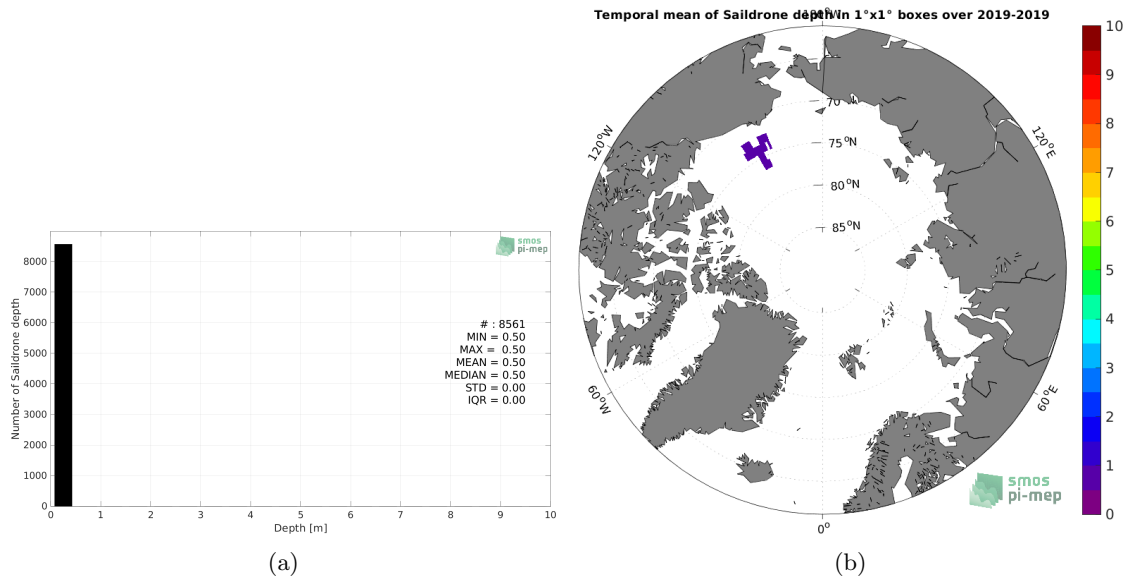 Temporal mean of Saildrone depth in 1°x1° boxes over 2019-2019
180°W
120°W
120°E
60°W
60°E
0°
70°N
75°N
80°N
85°N
10
9
8
7
6
5
4
3
2
1
0
smos
pi-mep
Number of Saildrone depth
8000
7000
6000
5000
4000
3000
2000
1000
0
smos
pi-mep
# : 8561
MIN = 0.50
MAX = 0.50
MEAN = 0.50
MEDIAN = 0.50
STD = 0.00
IQR = 0.00
0 1 2 3 4 5 6 7 8 9 10
Depth [m]
(a)
(b)